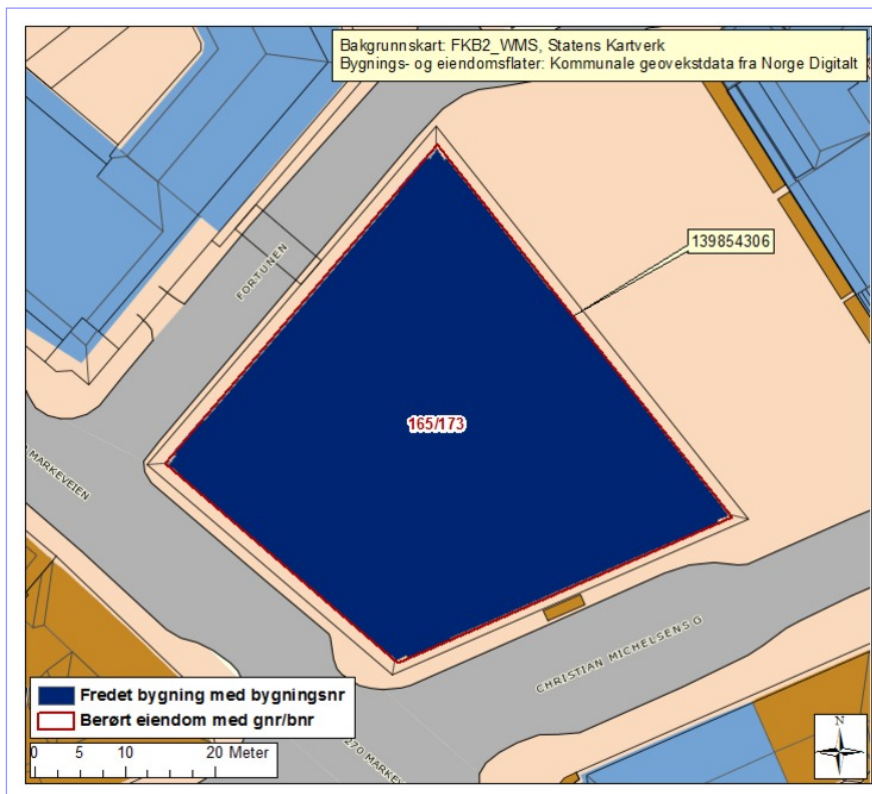 Bakgrunnskart: FKB2_WMS, Statens Kartverk
Bygnings- og eiendomsflater: Kommunale geovekstdata fra Norge Digitalt
139854306
FORTUNEN
165/173
MARKEVEIEN
CHRISTIAN MICHELSENS G
Fredet bygning med bygningsnr
Berørt eiendom med gnr/bnr
270 MARKEV
0 5 10 20 Meter
N